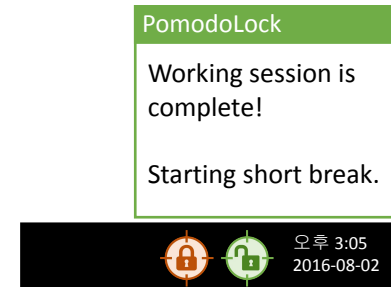 PomodoLock
Working session is
complete!
Starting short break.
오후 3:05
2016-08-02